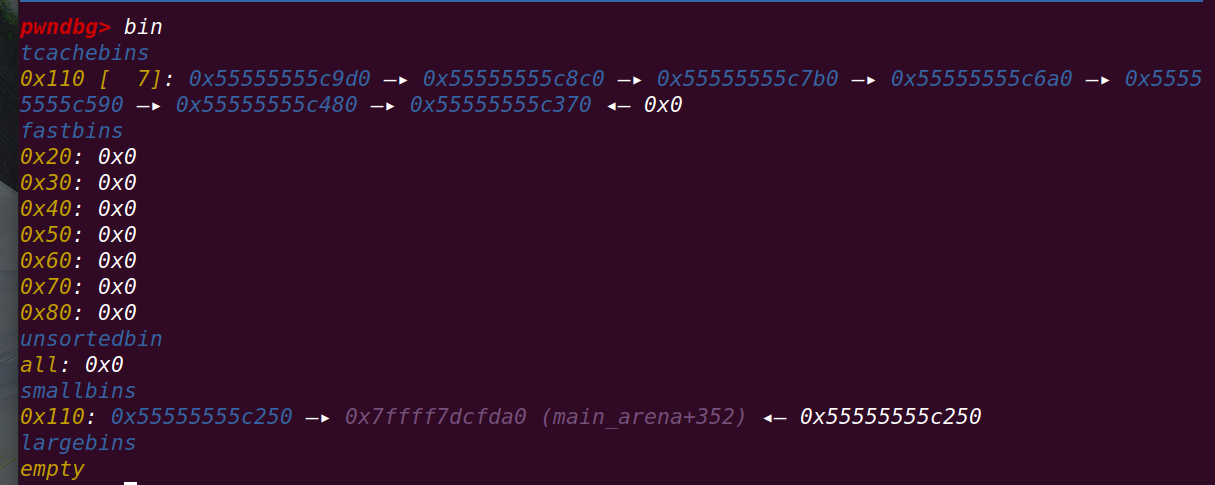 pwndbg> bin
tcachebins
0x110 [  7]: 0x55555555c9d0 —▸ 0x55555555c8c0 —▸ 0x55555555c7b0 —▸ 0x55555555c6a0 —▸ 0x5555
5555c590 —▸ 0x55555555c480 —▸ 0x55555555c370 ◂— 0x0
fastbins
0x20: 0x0
0x30: 0x0
0x40: 0x0
0x50: 0x0
0x60: 0x0
0x70: 0x0
0x80: 0x0
unsortedbin
all: 0x0
smallbins
0x110: 0x55555555c250 —▸ 0x7ffff7dcfda0 (main_arena+352) ◂— 0x55555555c250
largebins
empty